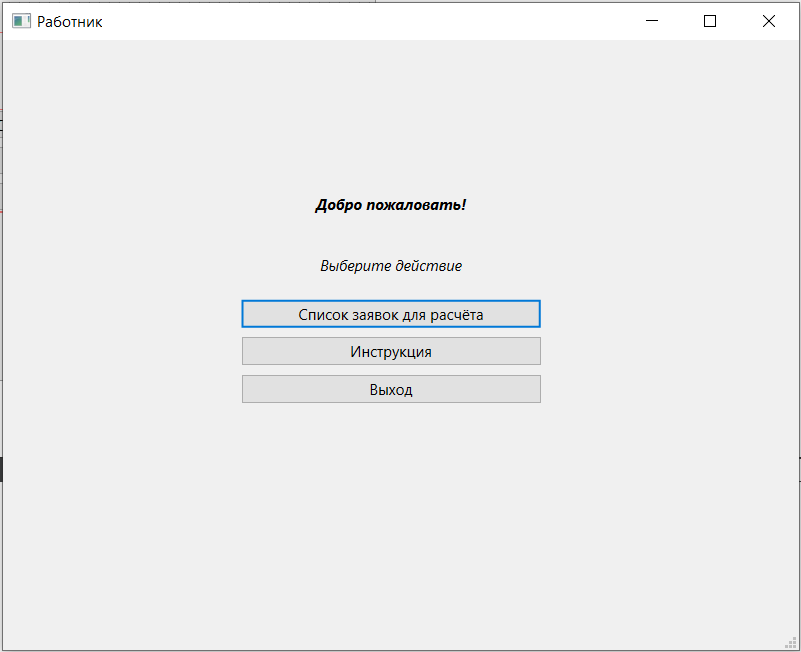 Работник
Добро пожаловать!
Выберите действие
Список заявок для расчёта
Инструкция
Выход